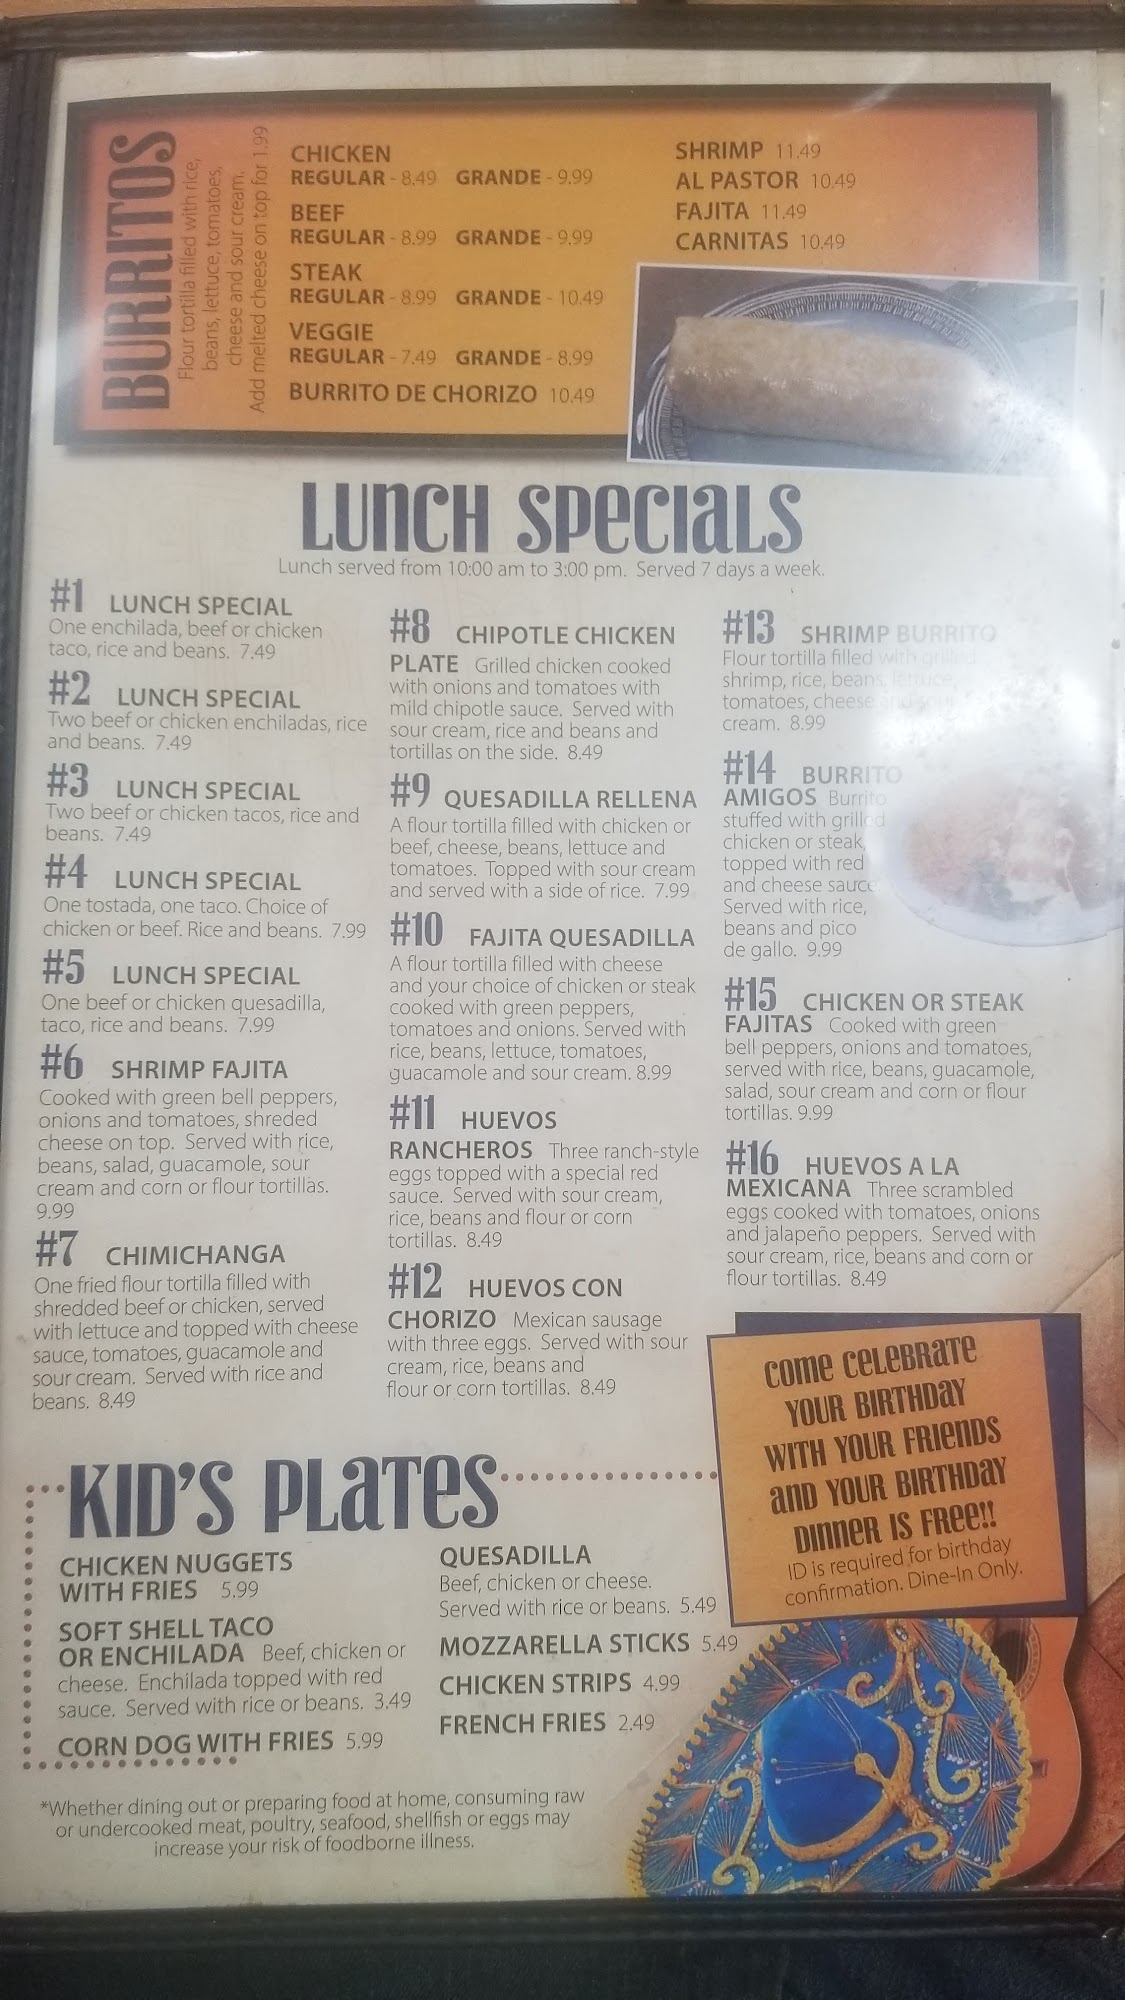 BURRITOS
Flour tortilla filled with rice,
beans, lettuce, tomatoes,
cheese and sour cream.
Add melted cheese on top for 1.99
CHICKEN
REGULAR - 8.49 GRANDE - 9.99
BEEF
REGULAR - 8.99 GRANDE - 9.99
STEAK
REGULAR - 8.99 GRANDE - 10.49
VEGGIE
REGULAR - 7.49 GRANDE - 8.99
BURRITO DE CHORIZO 10.49
SHRIMP 11.49
AL PASTOR 10.49
FAJITA 11.49
CARNITAS 10.49
LUNCH SPECIALS
Lunch served from 10:00 am to 3:00 pm. Served 7 days a week.
#1 LUNCH SPECIAL
One enchilada, beef or chicken
taco, rice and beans. 7.49
#2 LUNCH SPECIAL
Two beef or chicken enchiladas, rice
and beans. 7.49
#3 LUNCH SPECIAL
Two beef or chicken tacos, rice and
beans. 7.49
#4 LUNCH SPECIAL
One tostada, one taco. Choice of
chicken or beef. Rice and beans. 7.99
#5 LUNCH SPECIAL
One beef or chicken quesadilla,
taco, rice and beans. 7.99
#6 SHRIMP FAJITA
Cooked with green bell peppers,
onions and tomatoes, shreded
cheese on top. Served with rice,
beans, salad, guacamole, sour
cream and corn or flour tortillas.
9.99
#7 CHIMICHANGA
One fried flour tortilla filled with
shredded beef or chicken, served
with lettuce and topped with cheese
sauce, tomatoes, guacamole and
sour cream. Served with rice and
beans. 8.49
#8 CHIPOTLE CHICKEN
PLATE Grilled chicken cooked
with onions and tomatoes with
mild chipotle sauce. Served with
sour cream, rice and beans and
tortillas on the side. 8.49
#9 QUESADILLA RELLENA
A flour tortilla filled with chicken or
beef, cheese, beans, lettuce and
tomatoes. Topped with sour cream
and served with a side of rice. 7.99
#10 FAJITA QUESADILLA
A flour tortilla filled with cheese
and your choice of chicken or steak
cooked with green peppers,
tomatoes and onions. Served with
rice, beans, lettuce, tomatoes,
guacamole and sour cream. 8.99
#11 HUEVOS
RANCHEROS Three ranch-style
eggs topped with a special red
sauce. Served with sour cream,
rice, beans and flour or corn
tortillas. 8.49
#12 HUEVOS CON
CHORIZO Mexican sausage
with three eggs. Served with sour
cream, rice, beans and
flour or corn tortillas. 8.49
#13 SHRIMP BURRITO
Flour tortilla filled with grilled
shrimp, rice, beans, lettuce,
tomatoes, cheese and sour
cream. 8.99
#14 BURRITO
AMIGOS Burrito
stuffed with grilled
chicken or steak,
topped with red
and cheese sauce.
Served with rice,
beans and pico
de gallo. 9.99
#15 CHICKEN OR STEAK
FAJITAS Cooked with green
bell peppers, onions and tomatoes,
served with rice, beans, guacamole,
salad, sour cream and corn or flour
tortillas. 9.99
#16 HUEVOS A LA
MEXICANA Three scrambled
eggs cooked with tomatoes, onions
and jalapeño peppers. Served with
sour cream, rice, beans and corn or
flour tortillas. 8.49
COME CELEBRATE
YOUR BIRTHDAY
WITH YOUR FRIENDS
AND YOUR BIRTHDAY
DINNER IS FREE!!
ID is required for birthday
confirmation. Dine-In Only.
KID'S PLATES
CHICKEN NUGGETS
WITH FRIES 5.99
SOFT SHELL TACO
OR ENCHILADA Beef, chicken or
cheese. Enchilada topped with red
sauce. Served with rice or beans. 3.49
CORN DOG WITH FRIES 5.99
QUESADILLA
Beef, chicken or cheese.
Served with rice or beans. 5.49
MOZZARELLA STICKS 5.49
CHICKEN STRIPS 4.99
FRENCH FRIES 2.49
*Whether dining out or preparing food at home, consuming raw
or undercooked meat, poultry, seafood, shellfish or eggs may
increase your risk of foodborne illness.